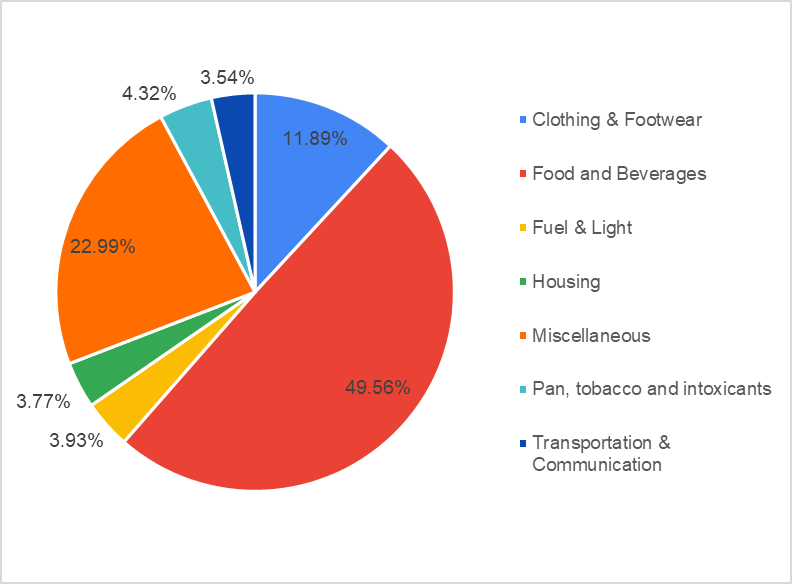 3.54%
4.32%
11.89%
22.99%
49.56%
3.77%
3.93%
Clothing & Footwear
Food and Beverages
Fuel & Light
Housing
Miscellaneous
Pan, tobacco and intoxicants
Transportation &
Communication